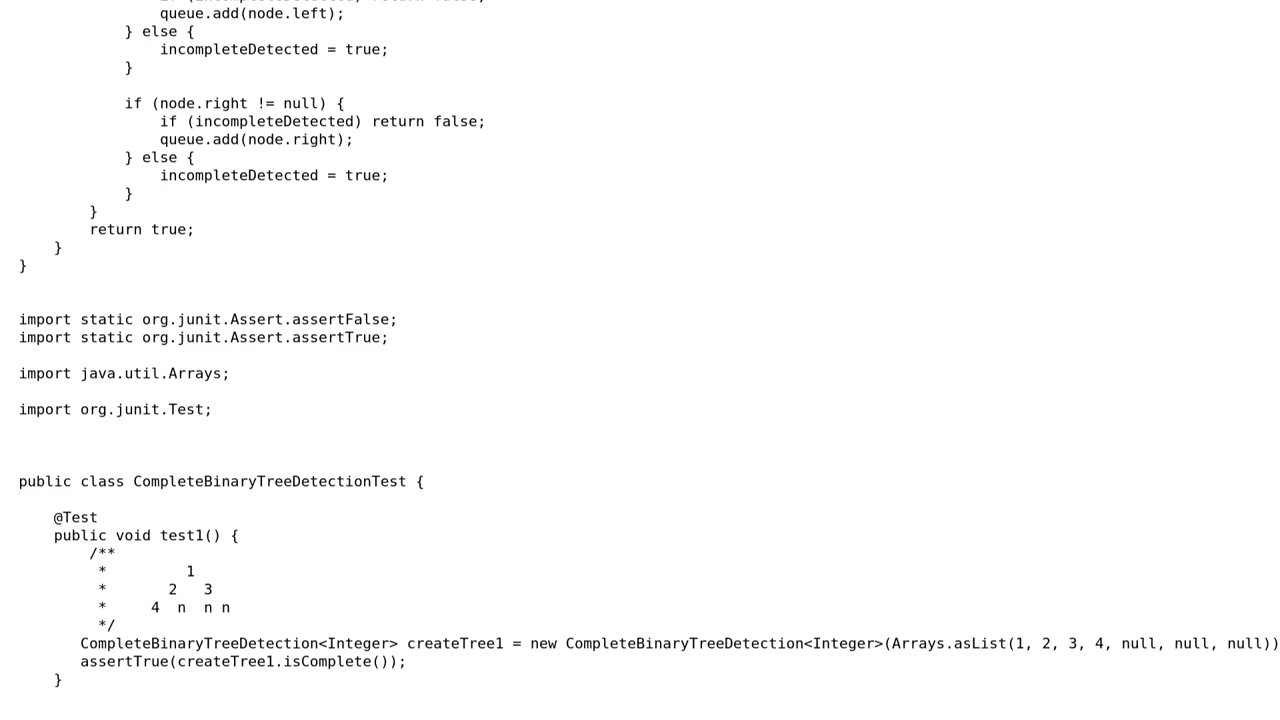 queue.add(node.left);
} else {
incompleteDetected = true;
}
if (node.right != null) {
if (incompleteDetected) return false;
queue.add(node.right);
} else {
incompleteDetected = true;
}
}
return true;
}
}
import static org.junit.Assert.assertFalse;
import static org.junit.Assert.assertTrue;
import java.util.Arrays;
import org.junit.Test;
public class CompleteBinaryTreeDetectionTest {
@Test
public void test1() {
/**
* 1
* 2 3
* 4 n n n
*/
CompleteBinaryTreeDetection<Integer> createTree1 = new CompleteBinaryTreeDetection<Integer>(Arrays.asList(1, 2, 3, 4, null, null, null))
assertTrue(createTree1.isComplete());
}